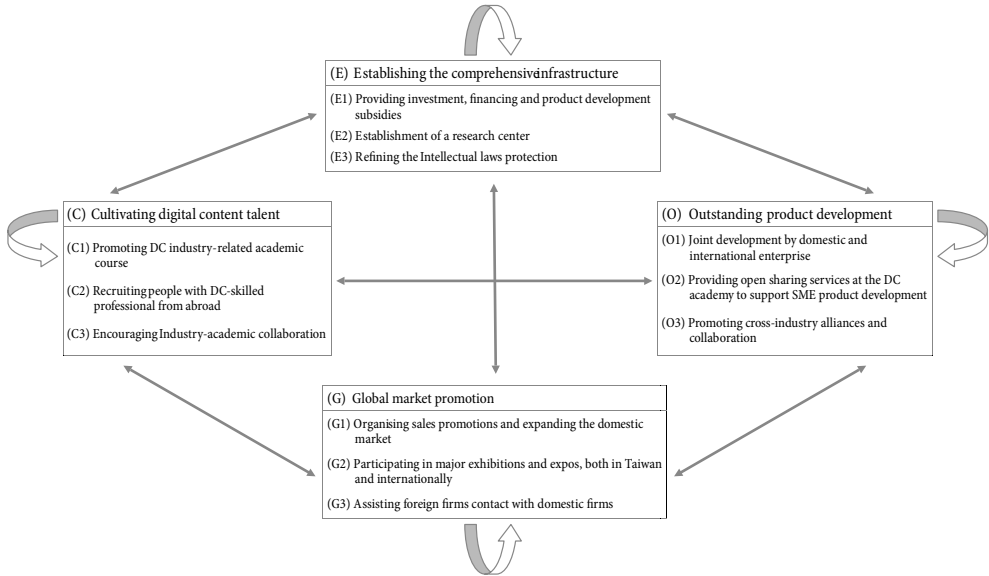 (E) Establishing the comprehensive infrastructure
(E1) Providing investment, financing and product development
subsidies
(E2) Establishment of a research center
(E3) Refining the Intellectual laws protection
(C) Cultivating digital content talent
(C1) Promoting DC industry-related academic
course
(C2) Recruiting people with DC-skilled
professional from abroad
(C3) Encouraging Industry-academic collaboration
(O) Outstanding product development
(O1) Joint development by domestic and
international enterprise
(O2) Providing open sharing services at the DC
academy to support SME product development
(O3) Promoting cross-industry alliances and
collaboration
(G) Global market promotion
(G1) Organising sales promotions and expanding the domestic
market
(G2) Participating in major exhibitions and expos, both in Taiwan
and internationally
(G3) Assisting foreign firms contact with domestic firms